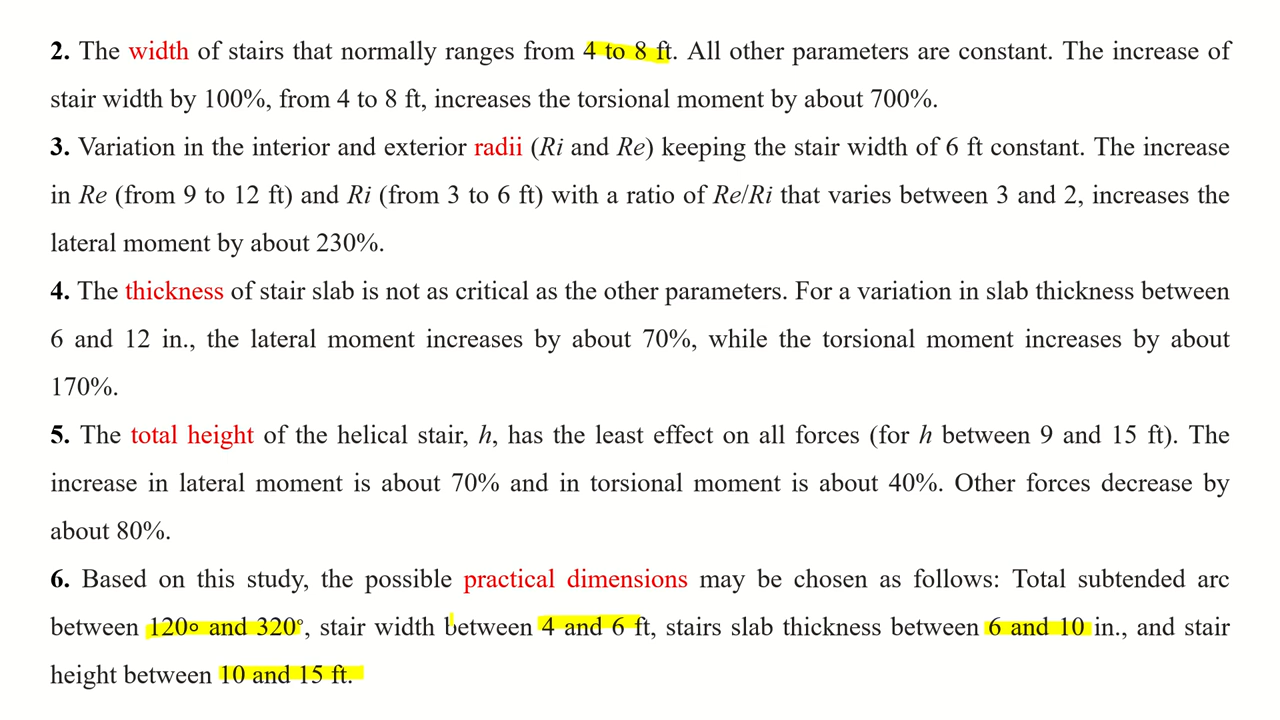 2. The width of stairs that normally ranges from 4 to 8 ft. All other parameters are constant. The increase of
stair width by 100%, from 4 to 8 ft, increases the torsional moment by about 700%.
3. Variation in the interior and exterior radii (Ri and Re) keeping the stair width of 6 ft constant. The increase
in Re (from 9 to 12 ft) and Ri (from 3 to 6 ft) with a ratio of Re/Ri that varies between 3 and 2, increases the
lateral moment by about 230%.
4. The thickness of stair slab is not as critical as the other parameters. For a variation in slab thickness between
6 and 12 in., the lateral moment increases by about 70%, while the torsional moment increases by about
170%.
5. The total height of the helical stair, h, has the least effect on all forces (for h between 9 and 15 ft). The
increase in lateral moment is about 70% and in torsional moment is about 40%. Other forces decrease by
about 80%.
6. Based on this study, the possible practical dimensions may be chosen as follows: Total subtended arc
between 120∘ and 320°, stair width between 4 and 6 ft, stairs slab thickness between 6 and 10 in., and stair
height between 10 and 15 ft.